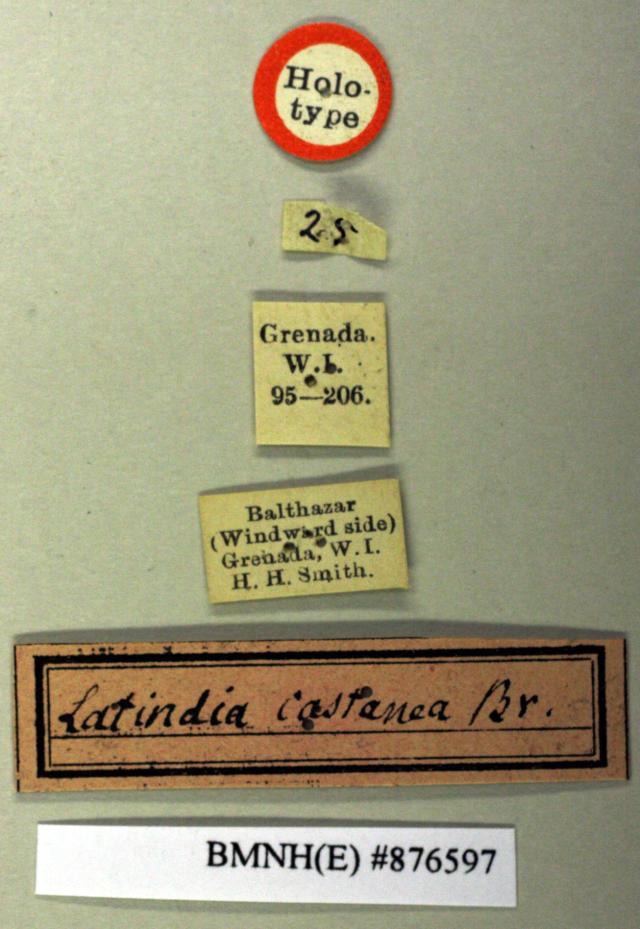 Holo-
type
25
Grenada.
W.I.
95—206.
Balthazar
(Windward side)
Grenada, W. I.
H. H. Smith.
Latindia castanea Br.
BMNH(E) #876597